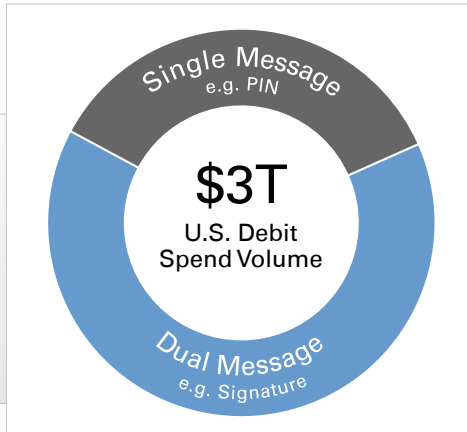 Single Message
e.g. PIN
$3T
U.S. Debit
Spend Volume
Dual Message
e.g. Signature